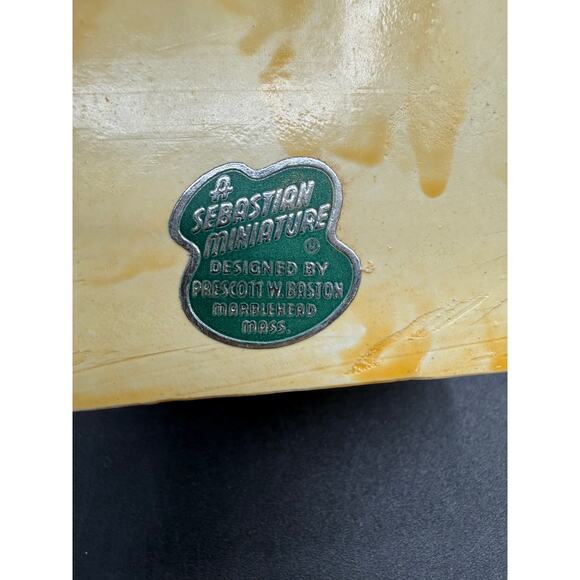 A
SEBASTIAN
MINIATURE
©
DESIGNED BY
PRESCOTT W. BASTON
MARBLEHEAD
MASS.